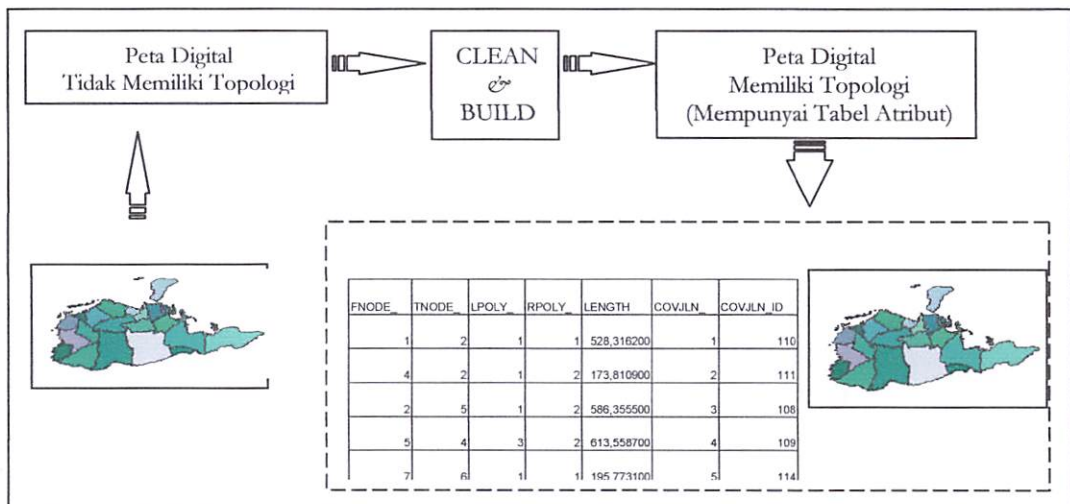 Peta Digital
Tidak Memiliki Topologi
CLEAN
&
BUILD
Peta Digital
Memiliki Topologi
(Mempunyai Tabel Atribut)
FNODE_ TNODE_ LPOLY_ RPOLY_ LENGTH COVJLN_ COVJLN_ID
1 2 1 1 528,316200 1 110
4 2 1 2 173,810900 2 111
2 5 1 2 586,355500 3 108
5 4 3 2 613,558700 4 109
7 6 1 1 195,773100 5 114